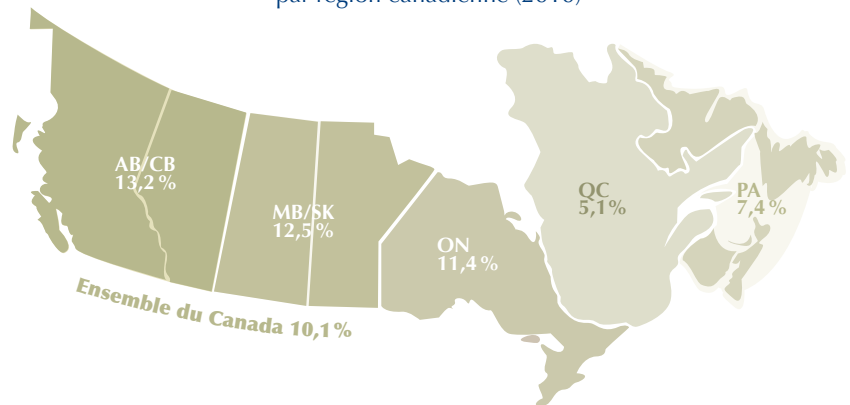 par région canadienne (2010)
AB/CB
13,2 %
MB/SK
12,5 %
ON
11,4 %
QC
5,1 %
PA
7,4 %
Ensemble du Canada 10,1%